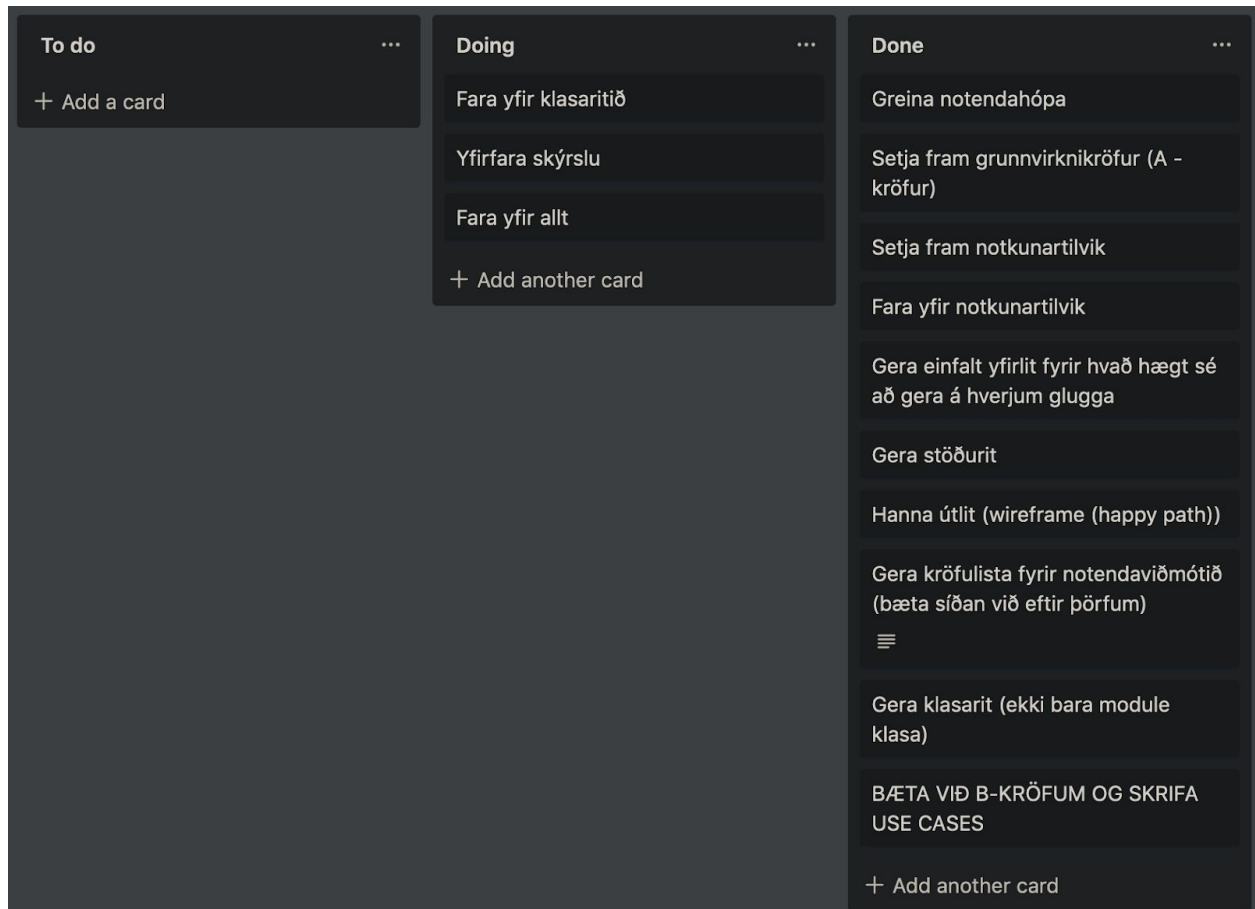 To do
Add a card
Doing
Fara yfir klasaritið
Yfirfara skýrslu
Fara yfir allt
Add another card
Done
Greina notendahópa
Setja fram grunnvirknikröfur (A -
kröfur)
Setja fram notkunartilvik
Fara yfir notkunartilvik
Gera einfalt yfirlit fyrir hvað hægt sé
að gera á hverjum glugga
Gera stöðurit
Hanna útlit (wireframe (happy path))
Gera kröfulista fyrir notendaviðmótið
(bæta síðan við eftir þörfum)
Gera klasarit (ekki bara module
klasa)
BÆTA VIÐ B-KRÖFUM OG SKRIFA
USE CASES
Add another card